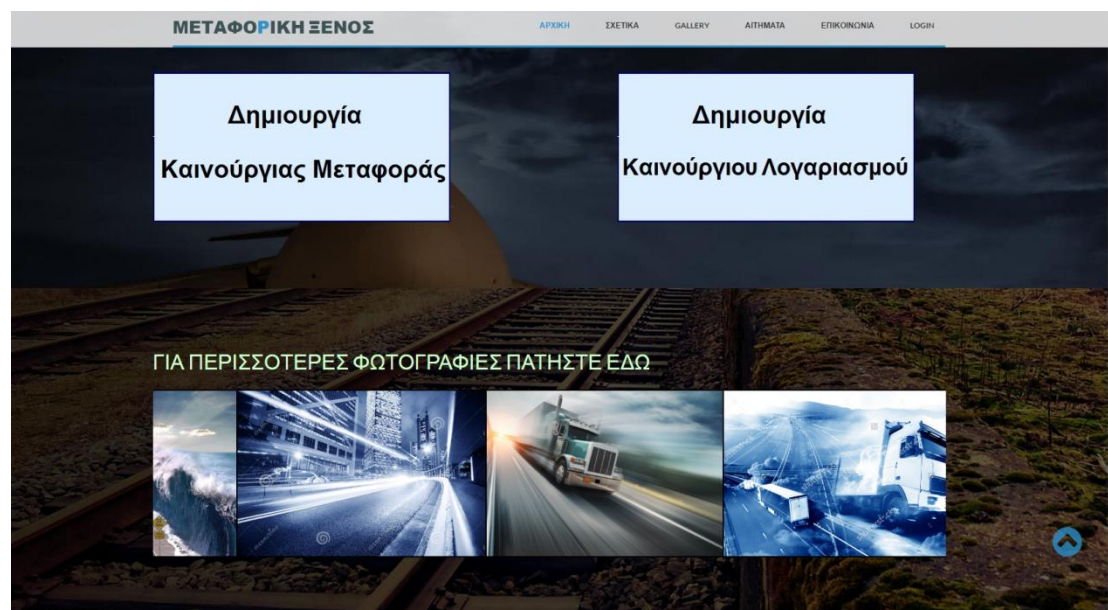 ΜΕΤΑΦΟΡΙΚΗ ΞΕΝΟΣ
ΑΡΧΙΚΗ ΣΧΕΤΙΚΑ GALLERY ΑΙΤΗΜΑΤΑ ΕΠΙΚΟΙΝΩΝΙΑ LOGIN
Δημιουργία
Καινούργιας Μεταφοράς
Δημιουργία
Καινούργιου Λογαριασμού
ΓΙΑ ΠΕΡΙΣΣΟΤΕΡΕΣ ΦΩΤΟΓΡΑΦΙΕΣ ΠΑΤΗΣΤΕ ΕΔΩ